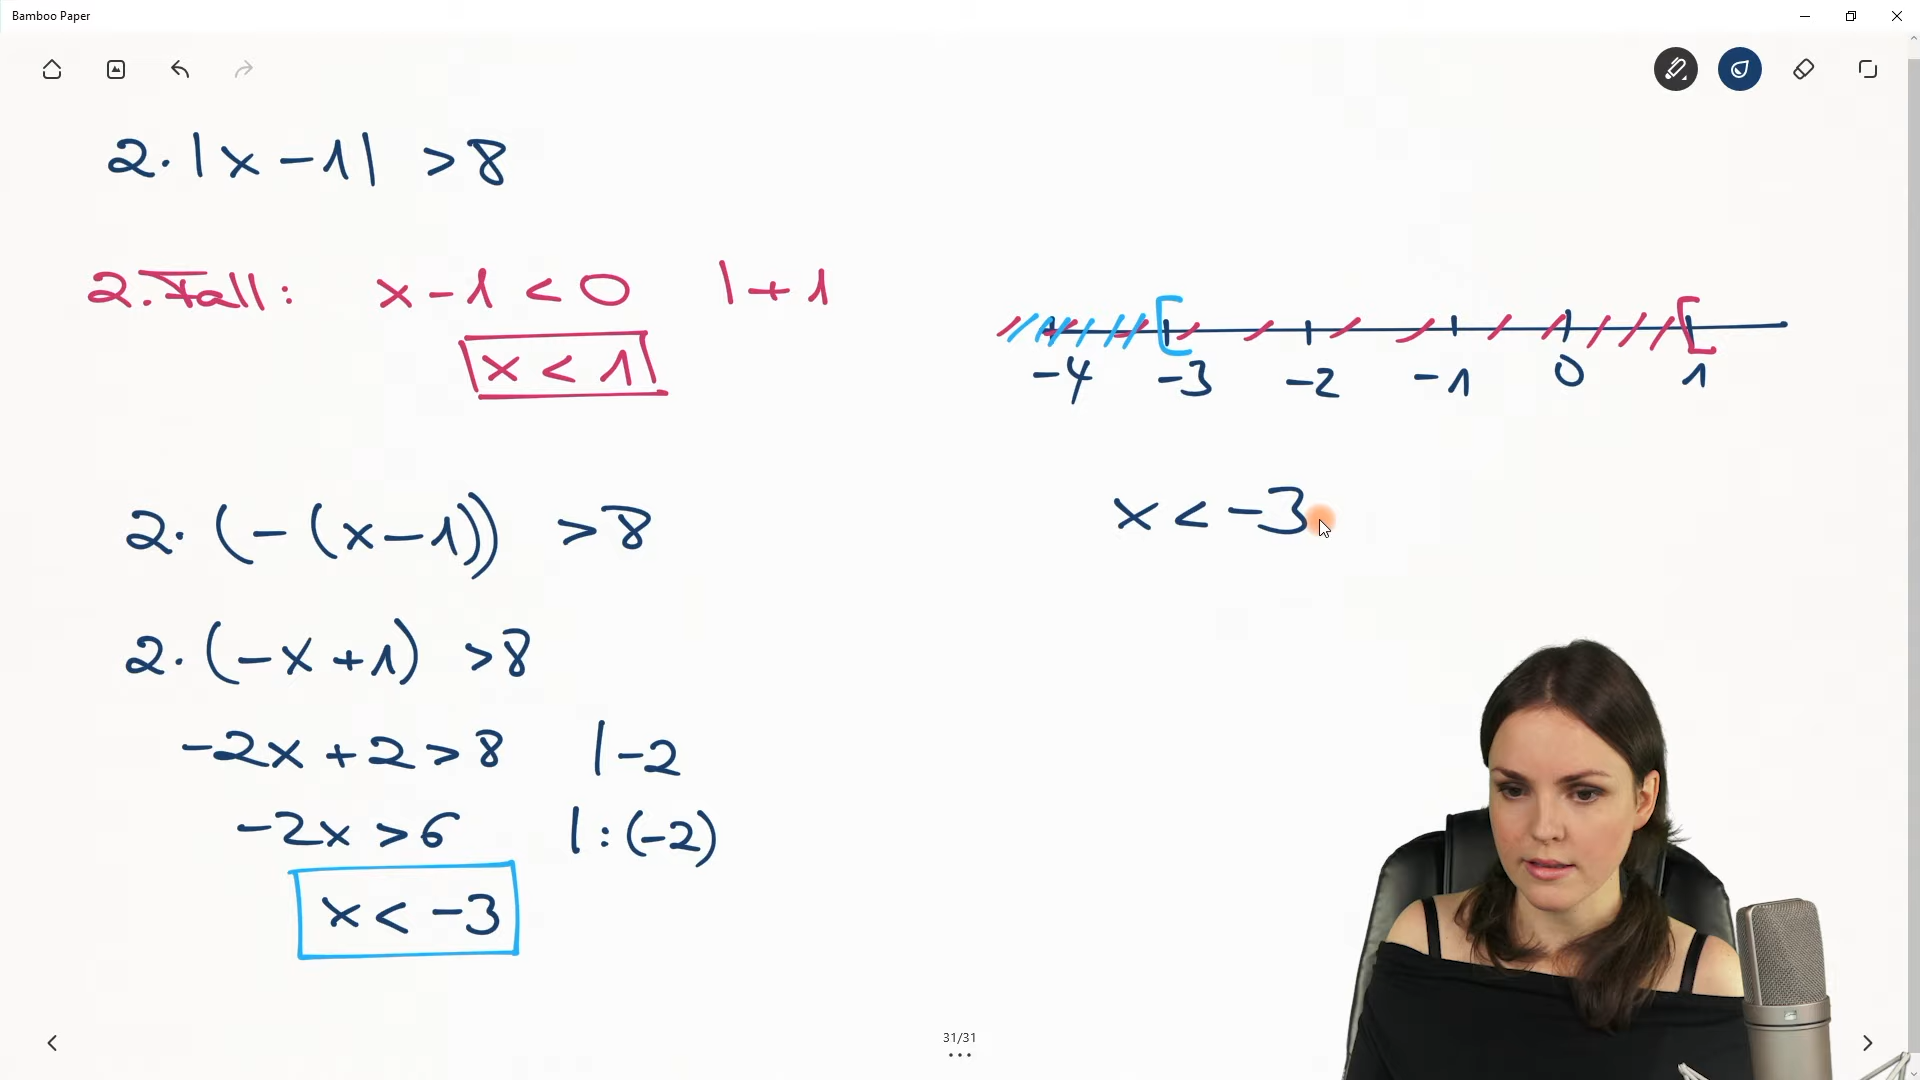 Bamboo Paper
2·|x-1| >8
2.Fall: x-1<0 |+1
x<1
-4 -3 -2 -1 0 1
x<-3
2·(-(x-1)) >8
2·(-x+1) >8
-2x+2>8 |-2
-2x>6 |:(-2)
x<-3
31/31